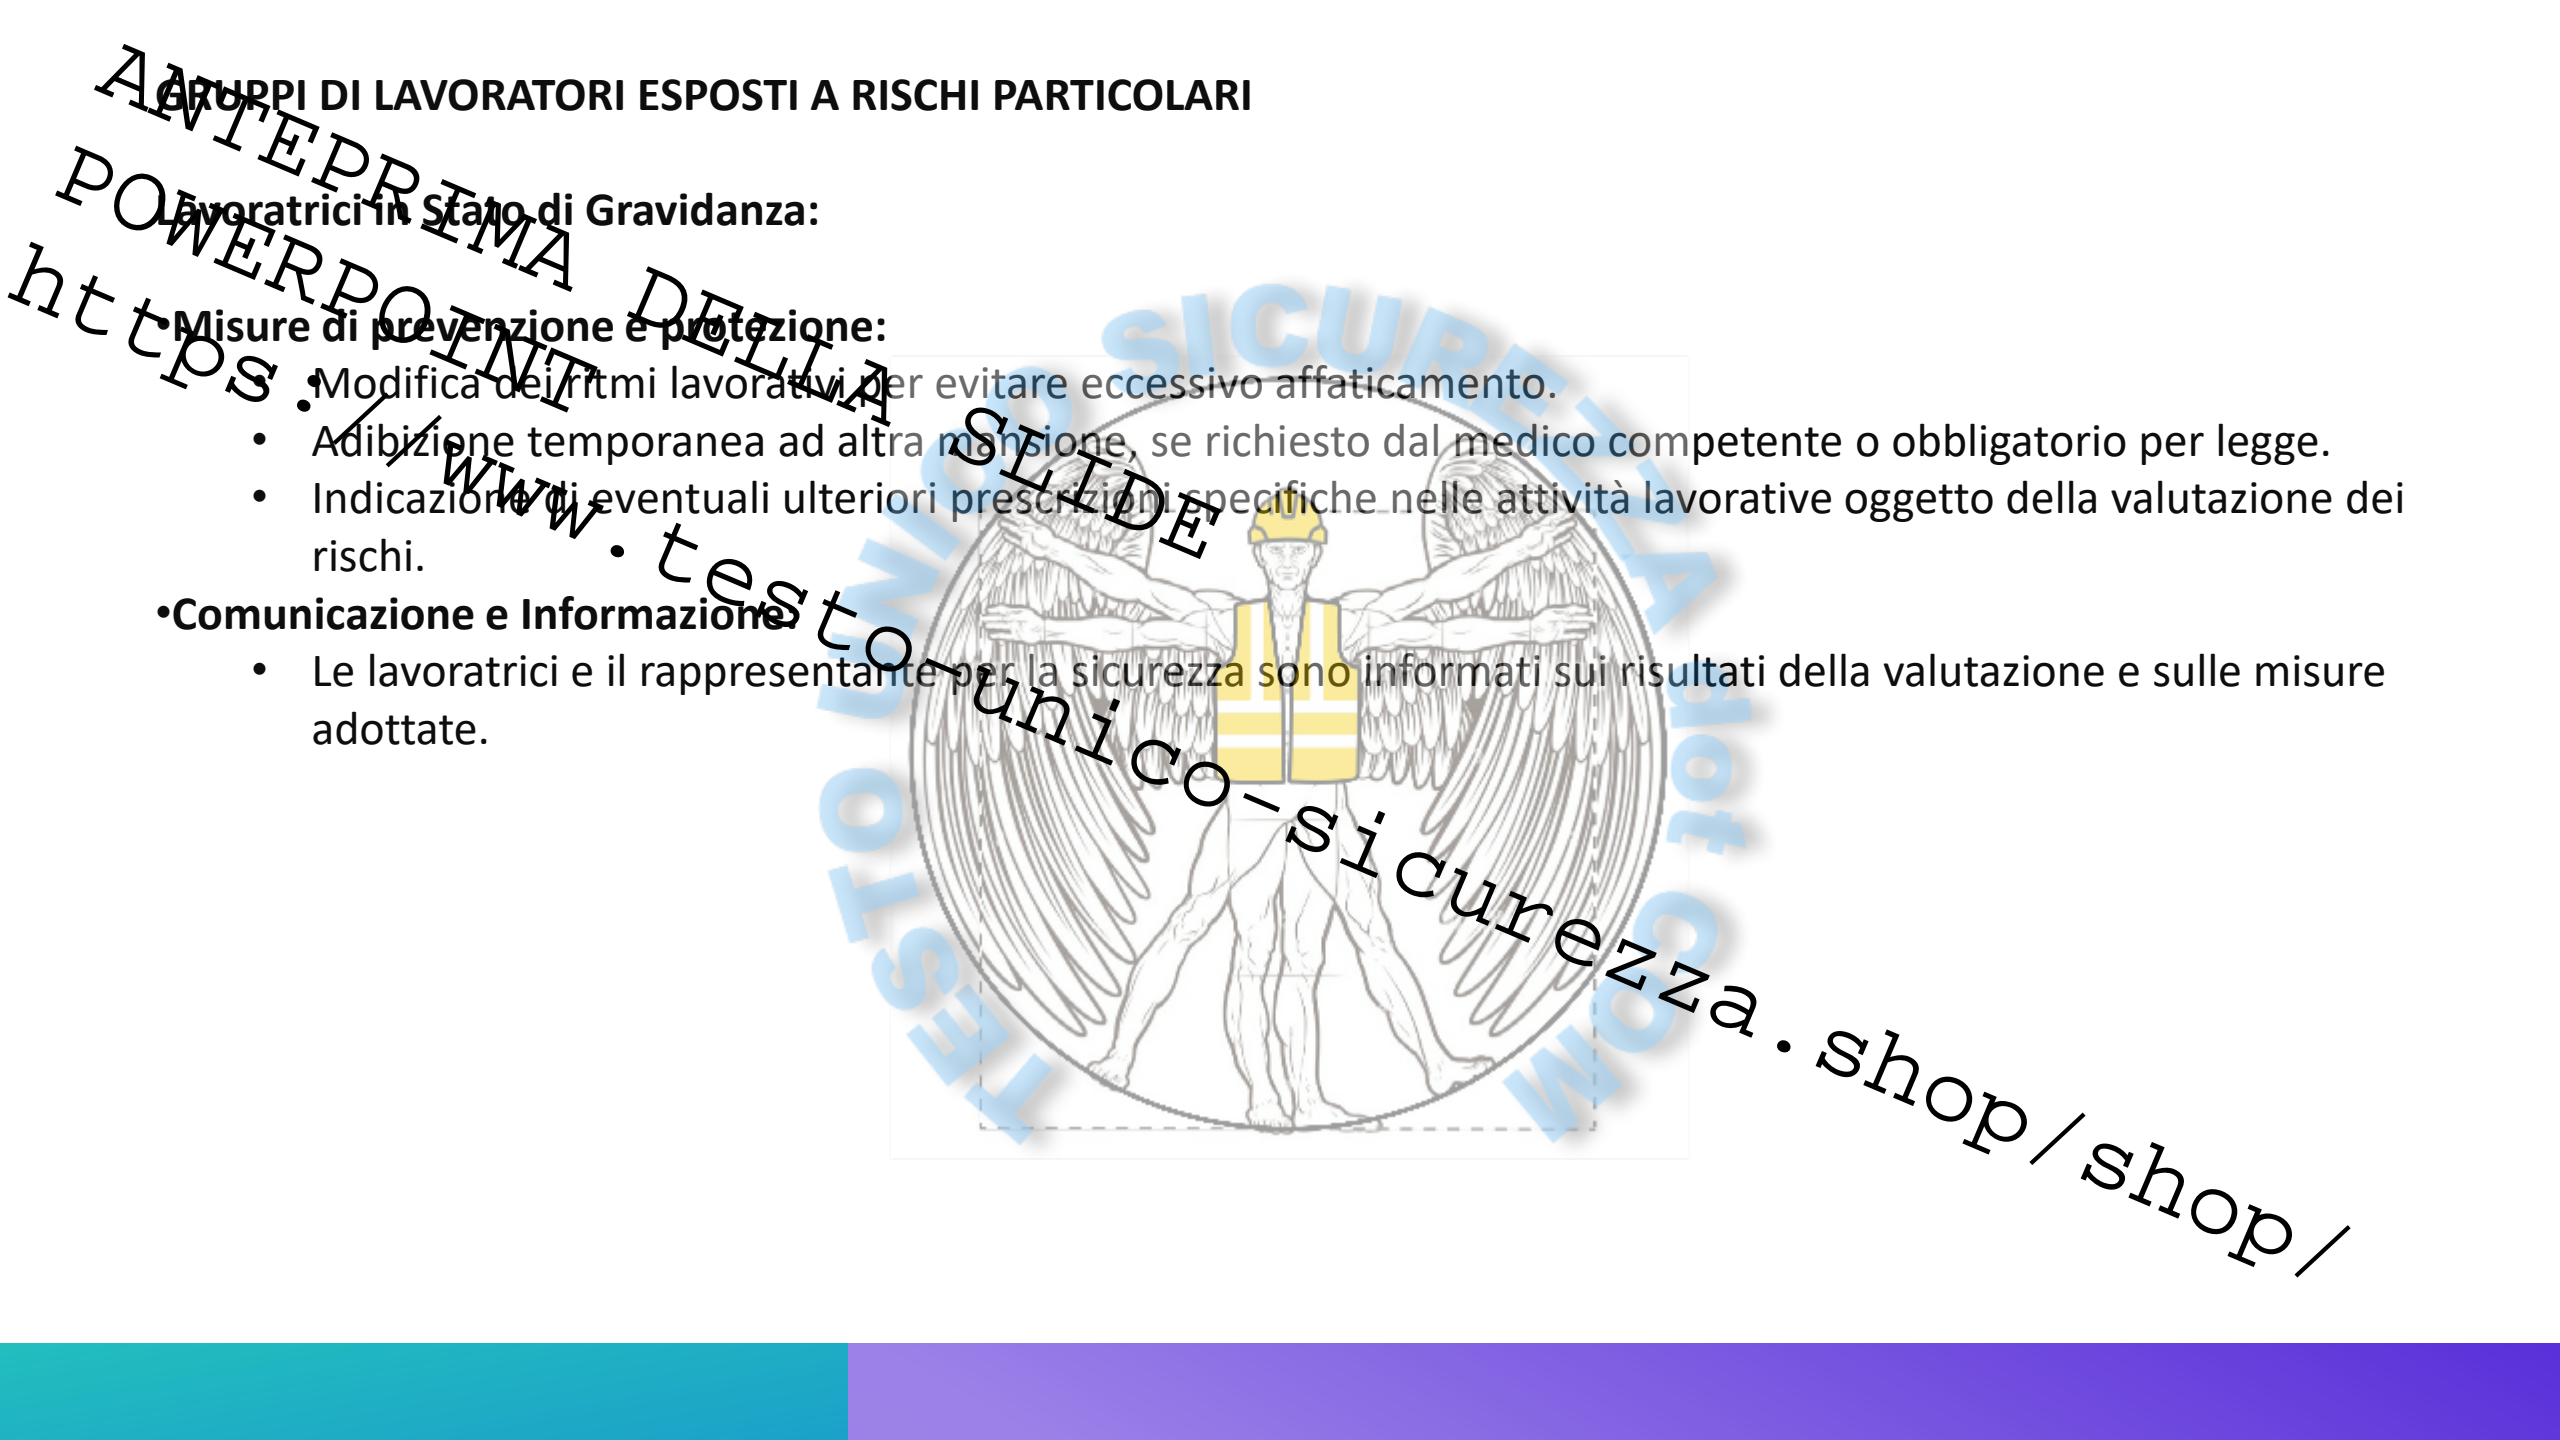 GRUPPI DI LAVORATORI ESPOSTI A RISCHI PARTICOLARI
Lavoratrici in Stato di Gravidanza:
•Misure di prevenzione e protezione:
• •Modifica dei ritmi lavorativi per evitare eccessivo affaticamento.
• Adibizione temporanea ad altra mansione, se richiesto dal medico competente o obbligatorio per legge.
• Indicazione di eventuali ulteriori prescrizioni specifiche nelle attività lavorative oggetto della valutazione dei
rischi.
•Comunicazione e Informazione:
• Le lavoratrici e il rappresentante per la sicurezza sono informati sui risultati della valutazione e sulle misure
adottate.
ANTEPRIMA DELLA SLIDE
POWERPOINT
https://www.testo-unico-sicurezza.shop/shop/
TESTO UNICO SICUREZZA dot COM